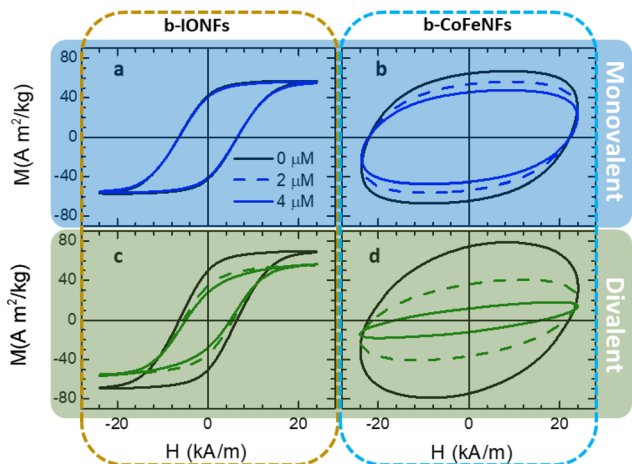 b-IONFs
b-CoFeNFs
a
b
80
40
0
-40
-80
M(A m²/kg)
0 μM
2 μM
4 μM
Monovalent
c
d
80
40
0
-40
-80
M(A m²/kg)
Divalent
-20
0
20
-20
0
20
H (kA/m)
H (kA/m)